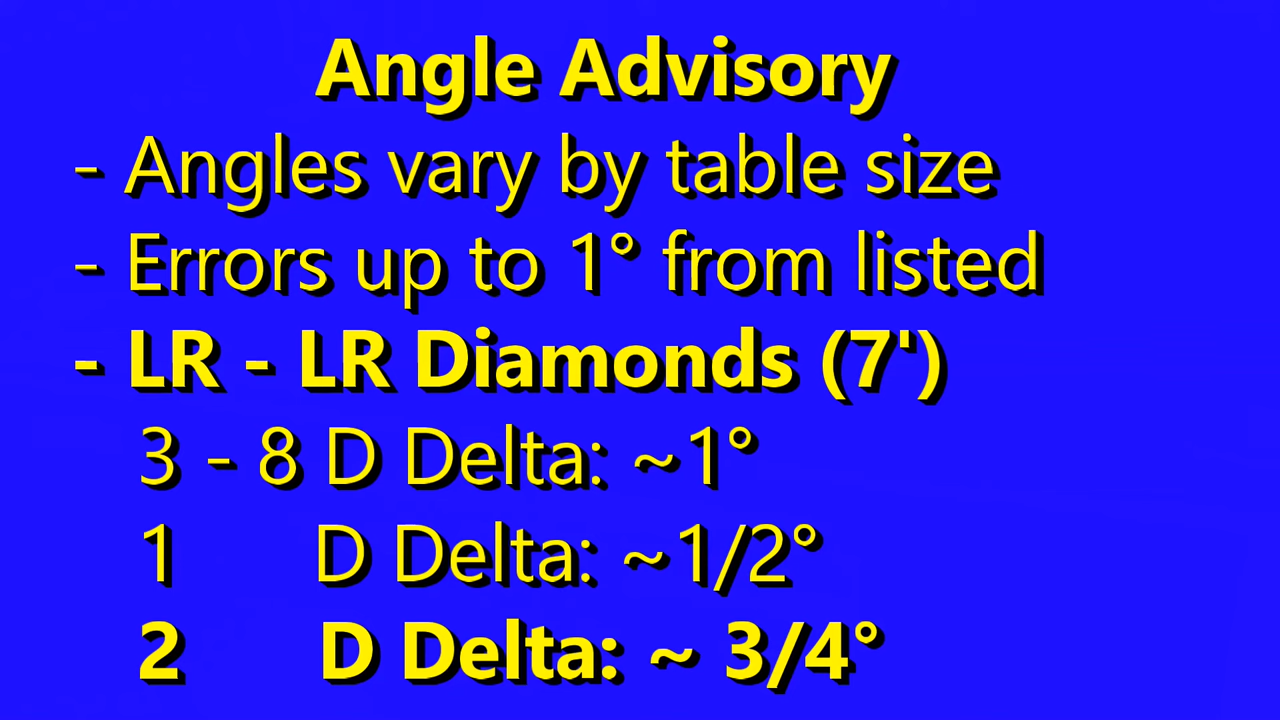 Angle Advisory
- Angles vary by table size
- Errors up to 1° from listed
- LR - LR Diamonds (7')
3 - 8 D Delta: ~1°
1 D Delta: ~1/2°
2 D Delta: ~ 3/4°